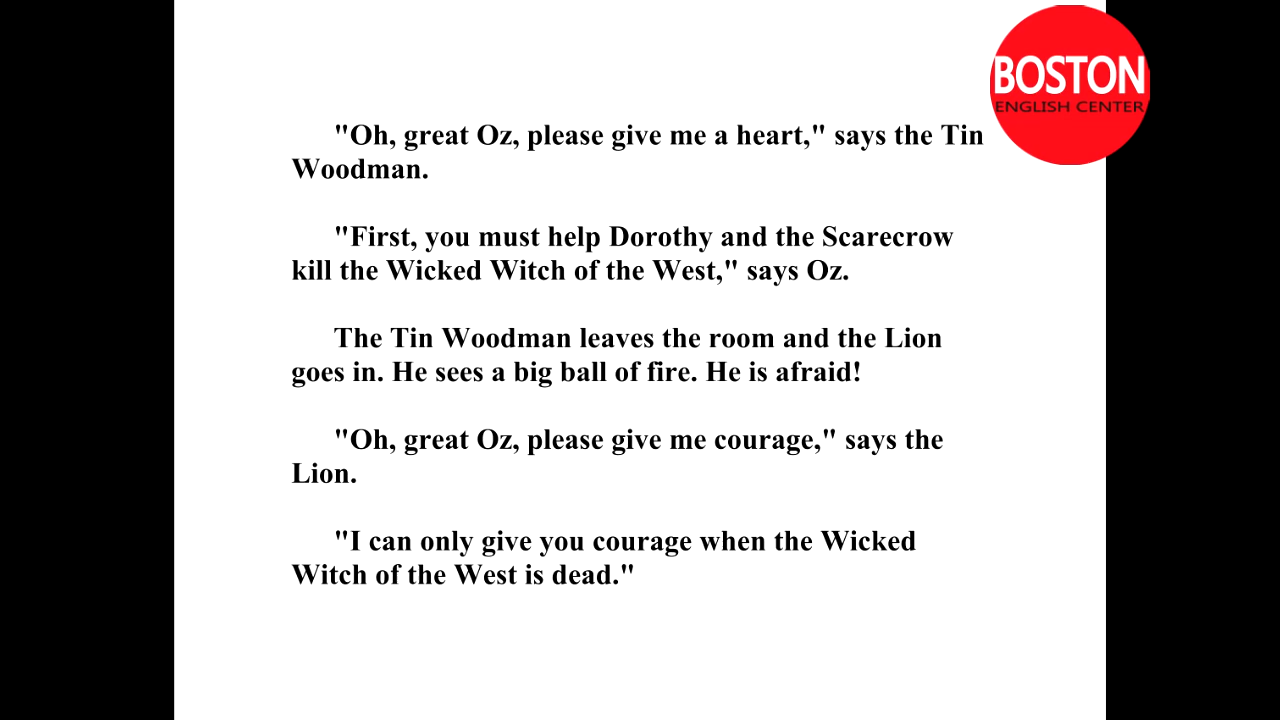 BOSTON
ENGLISH CENTER
"Oh, great Oz, please give me a heart," says the Tin
Woodman.
"First, you must help Dorothy and the Scarecrow
kill the Wicked Witch of the West," says Oz.
The Tin Woodman leaves the room and the Lion
goes in. He sees a big ball of fire. He is afraid!
"Oh, great Oz, please give me courage," says the
Lion.
"I can only give you courage when the Wicked
Witch of the West is dead."